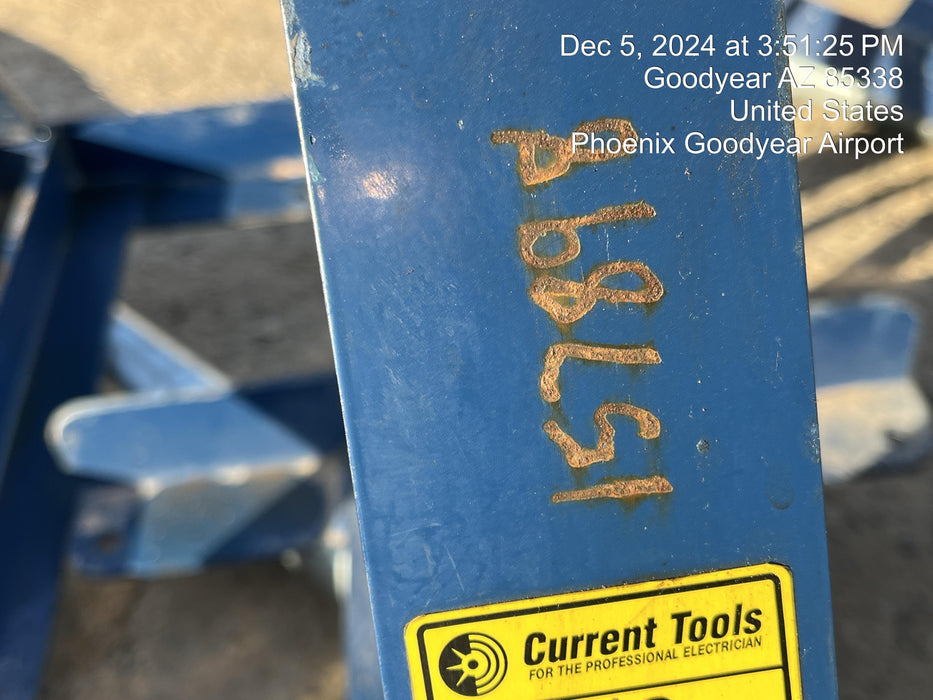 Dec 5, 2024 at 3:51:25 PM
Goodyear AZ 85338
United States
Phoenix Goodyear Airport
157898
Current Tools
FOR THE PROFESSIONAL ELECTRICIAN